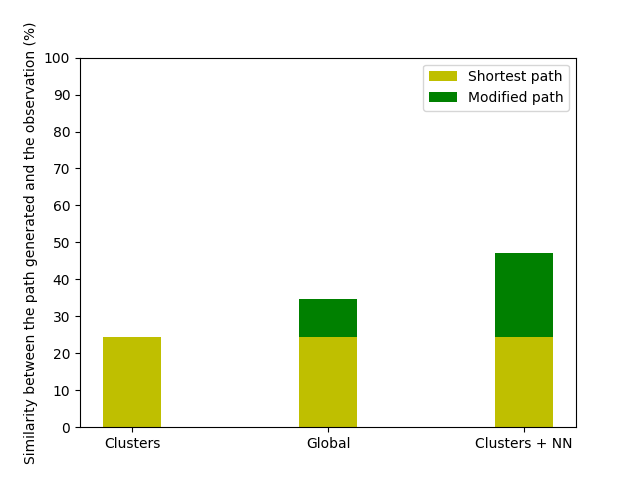 Similarity between the path generated and the observation (%)
100
90
80
70
60
50
40
30
20
10
0
Shortest path
Modified path
Clusters
Global
Clusters + NN